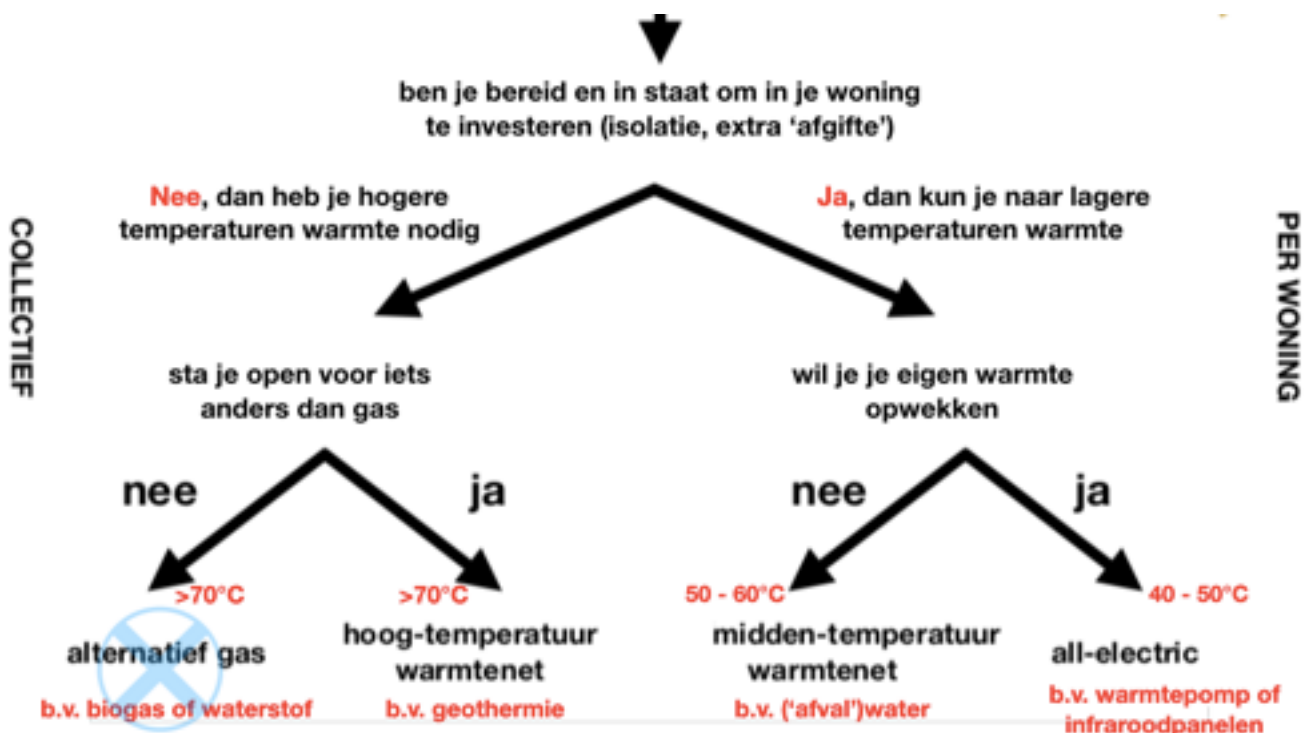 ben je bereid en in staat om in je woning
te investeren (isolatie, extra ‘afgifte’)
Nee, dan heb je hogere
temperaturen warmte nodig
Ja, dan kun je naar lagere
temperaturen warmte
COLLECTIEF
PER WONING
sta je open voor iets
anders dan gas
wil je je eigen warmte
opwekken
nee
ja
nee
ja
>70°C
>70°C
50 - 60°C
40 - 50°C
alternatief gas
b.v. biogas of waterstof
hoog-temperatuur
warmtenet
b.v. geothermie
midden-temperatuur
warmtenet
b.v. (‘afval’)water
all-electric
b.v. warmtepomp of
infraroodpanelen